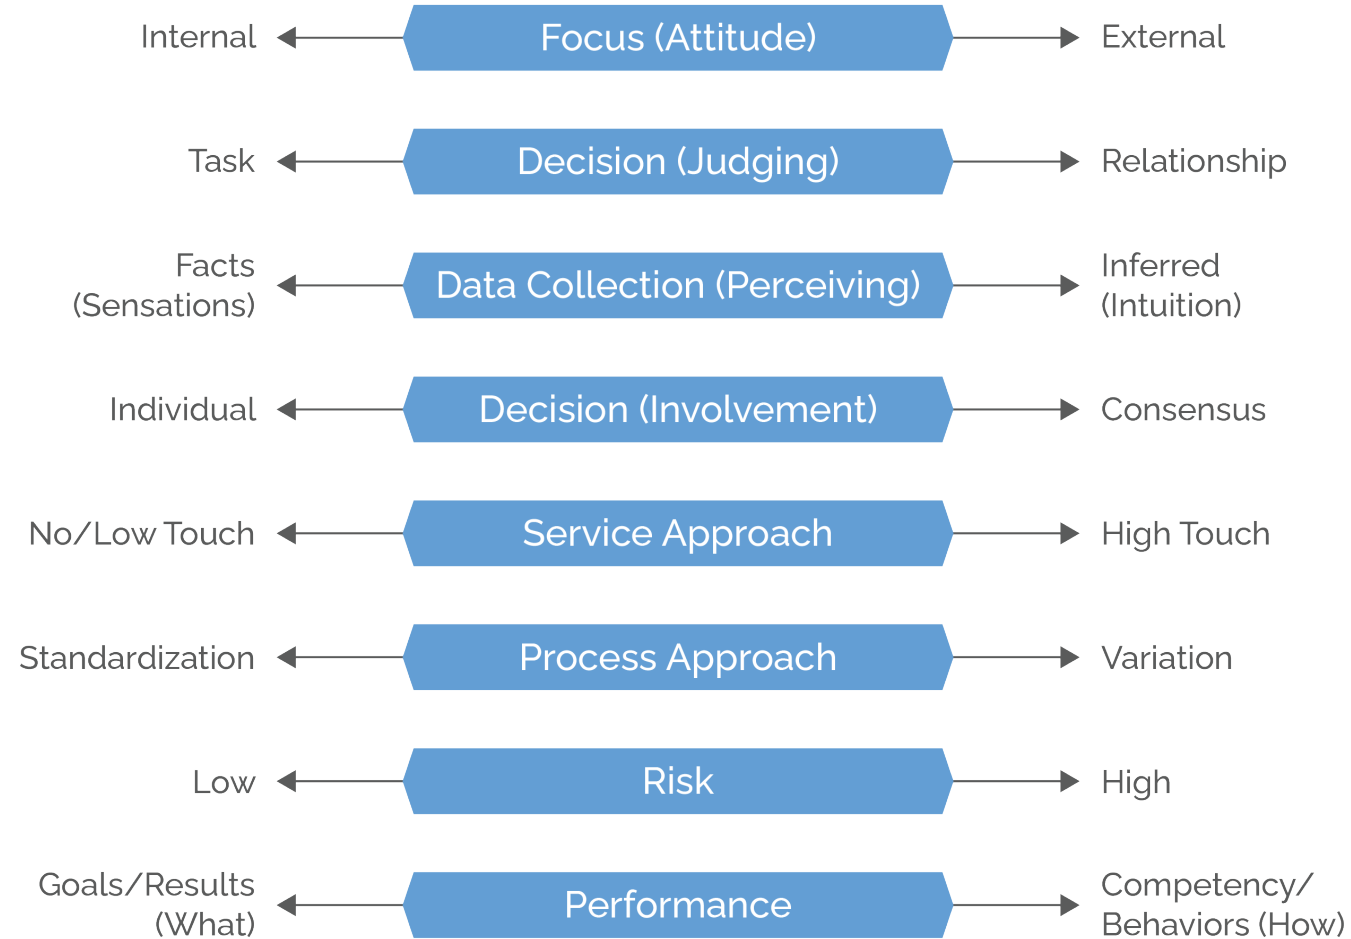 Internal
Focus (Attitude)
External
Task
Decision (Judging)
Relationship
Facts
(Sensations)
Data Collection (Perceiving)
Inferred
(Intuition)
Individual
Decision (Involvement)
Consensus
No/Low Touch
Service Approach
High Touch
Standardization
Process Approach
Variation
Low
Risk
High
Goals/Results
(What)
Performance
Competency/
Behaviors (How)